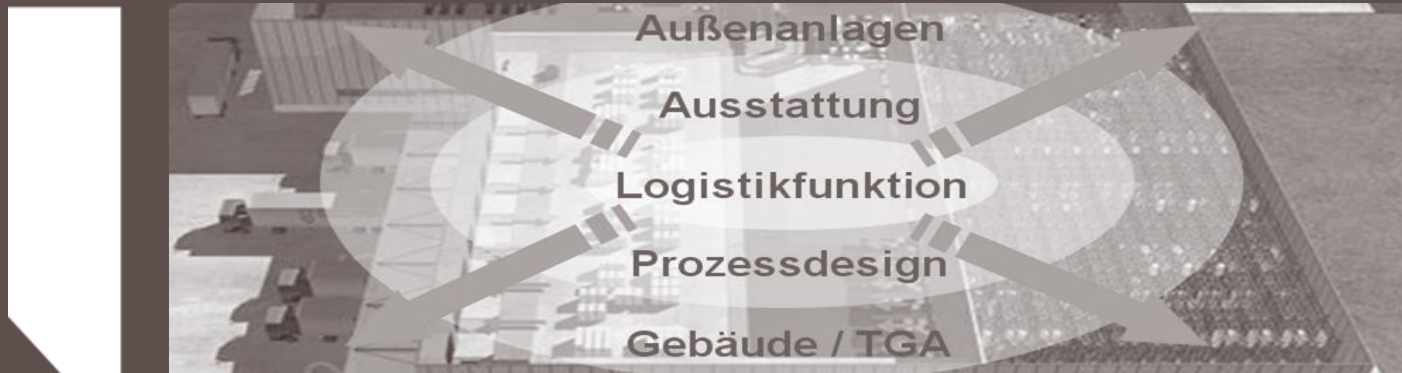 Außenanlagen
Ausstattung
Logistikfunktion
Prozessdesign
Gebäude / TGA